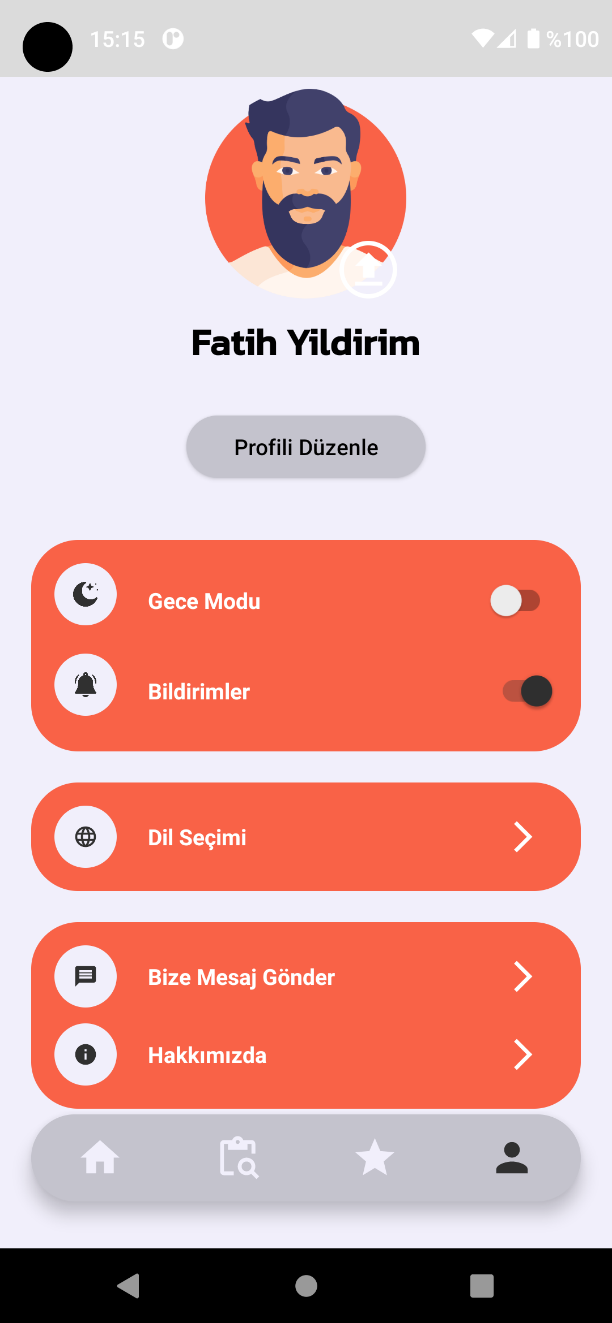 15:15 %100
Fatih Yildirim
Profili Düzenle
Gece Modu
Bildirimler
Dil Seçimi
Bize Mesaj Gönder
Hakkımızda